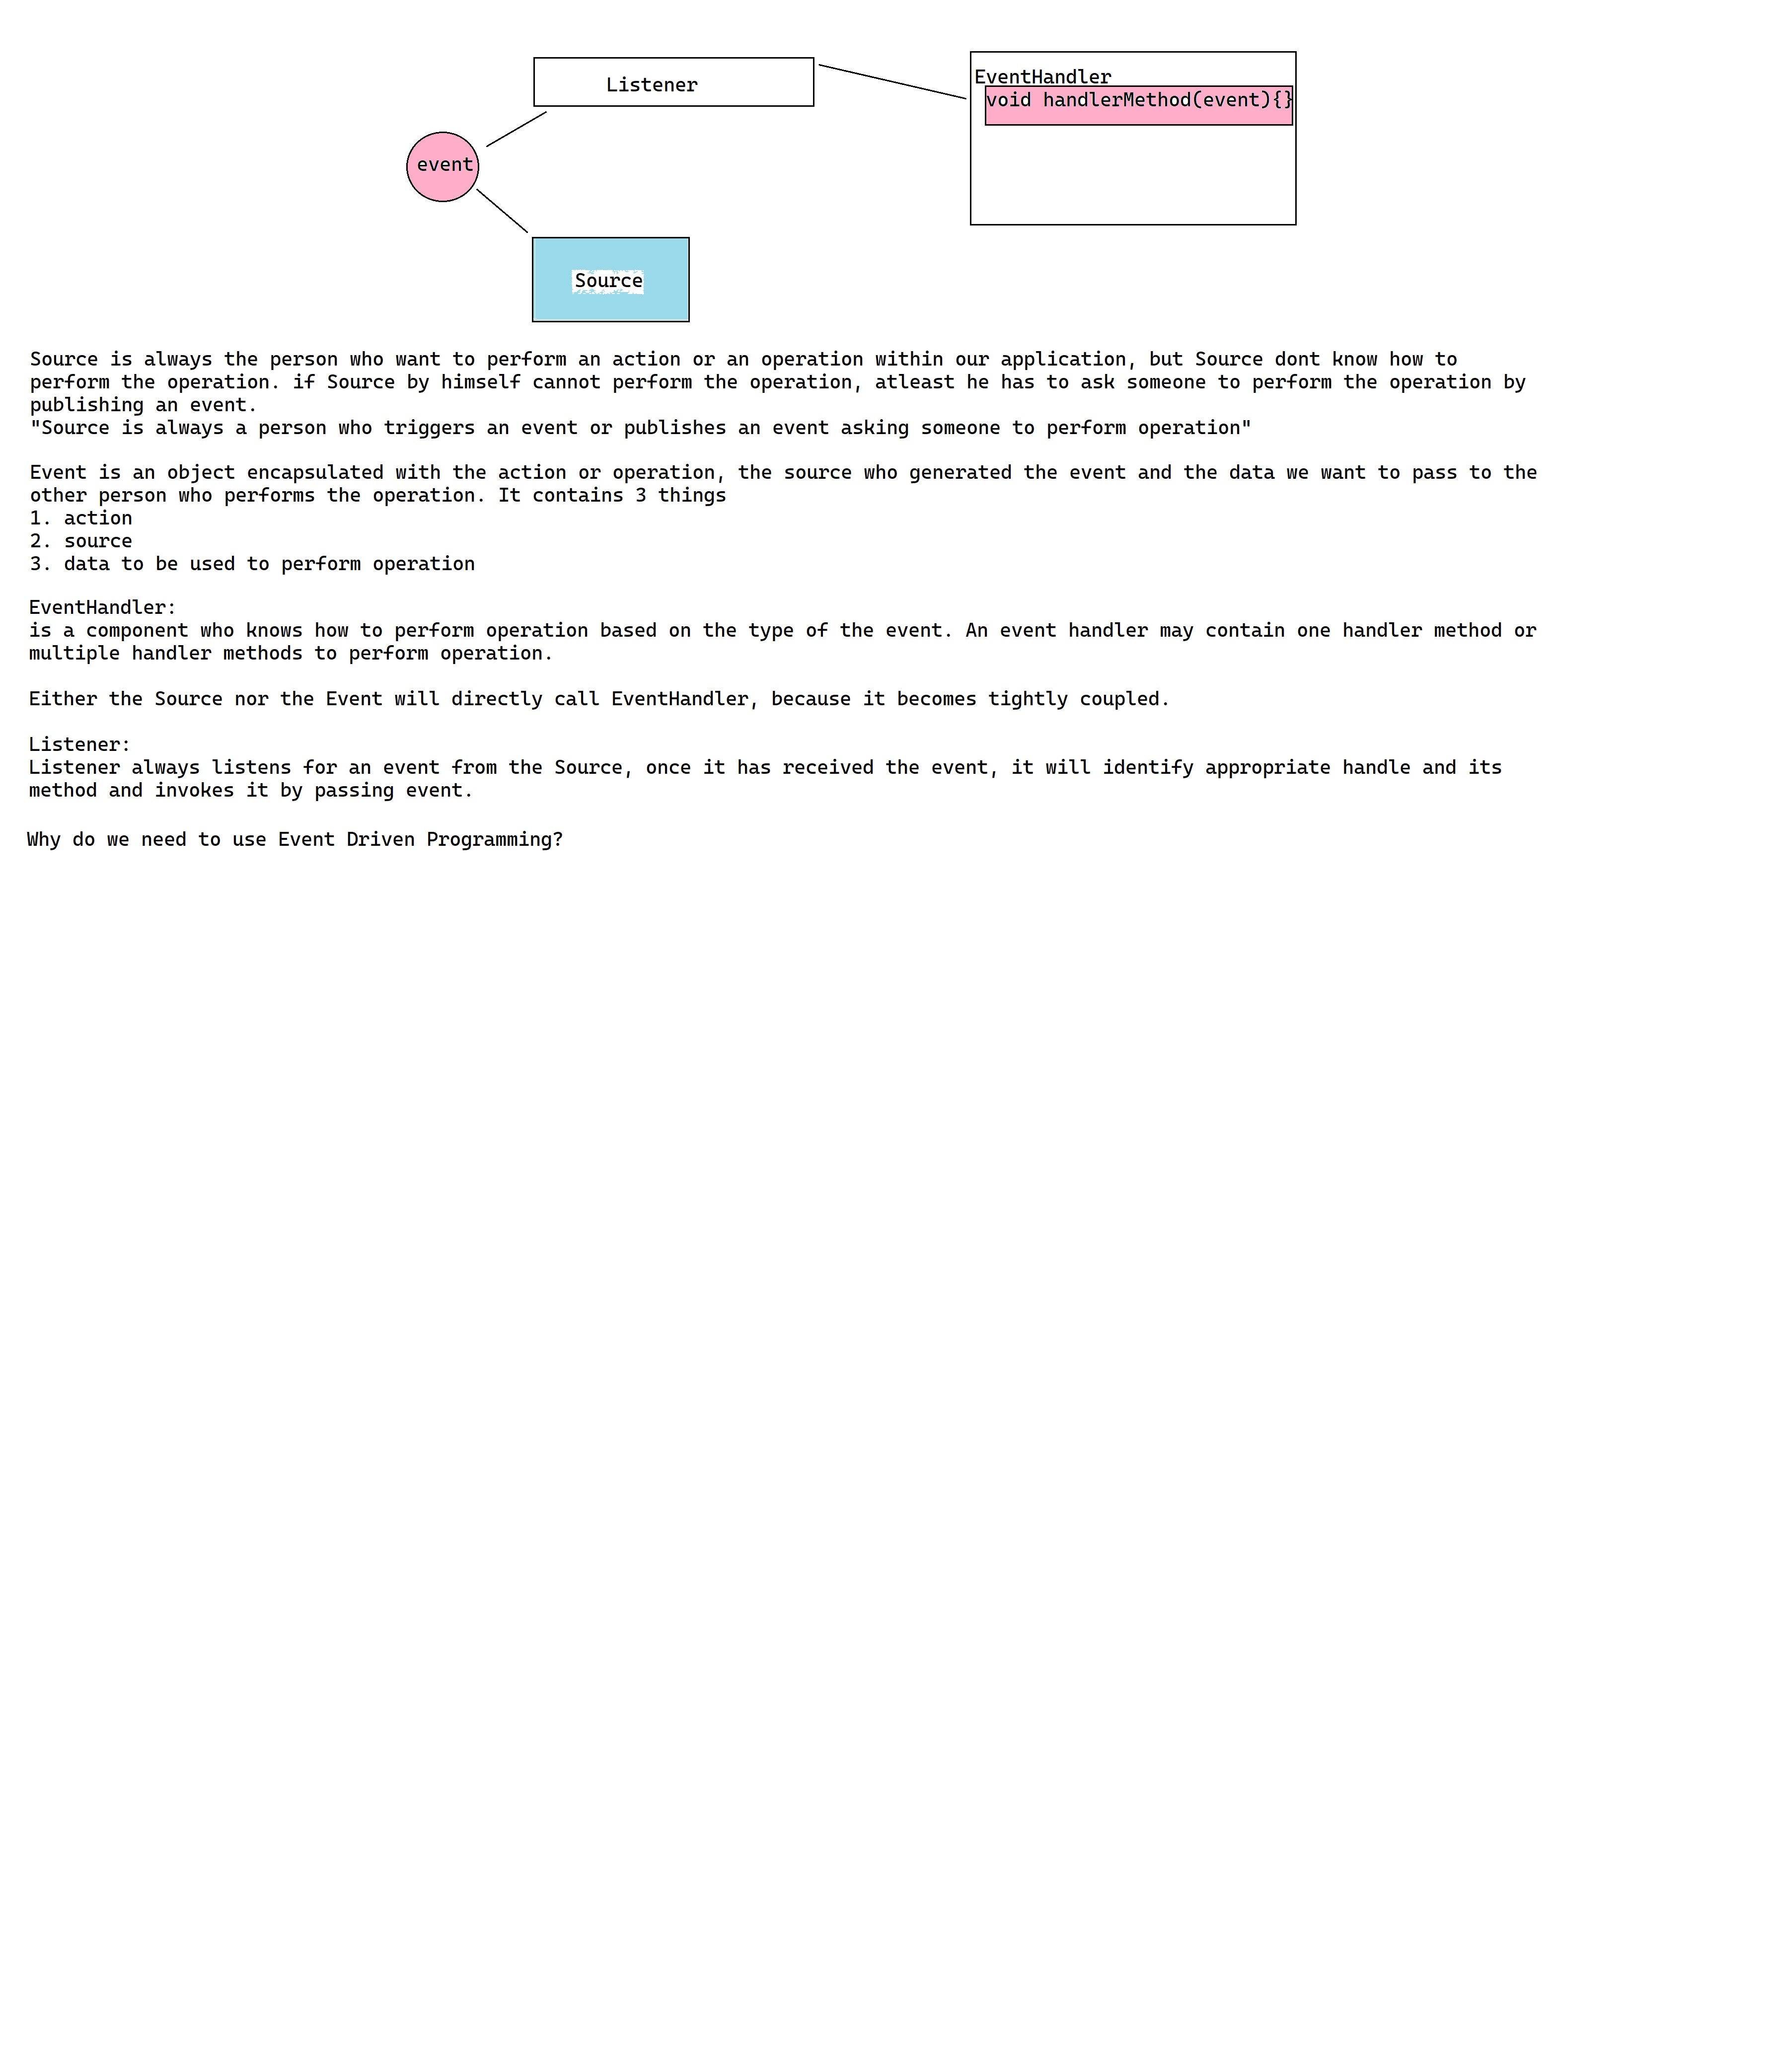 Listener
EventHandler
void handlerMethod(event){}
event
Source
Source is always the person who want to perform an action or an operation within our application, but Source dont know how to
perform the operation. if Source by himself cannot perform the operation, atleast he has to ask someone to perform the operation by
publishing an event.
"Source is always a person who triggers an event or publishes an event asking someone to perform operation"
Event is an object encapsulated with the action or operation, the source who generated the event and the data we want to pass to the
other person who performs the operation. It contains 3 things
1. action
2. source
3. data to be used to perform operation
EventHandler:
is a component who knows how to perform operation based on the type of the event. An event handler may contain one handler method or
multiple handler methods to perform operation.
Either the Source nor the Event will directly call EventHandler, because it becomes tightly coupled.
Listener:
Listener always listens for an event from the Source, once it has received the event, it will identify appropriate handle and its
method and invokes it by passing event.
Why do we need to use Event Driven Programming?